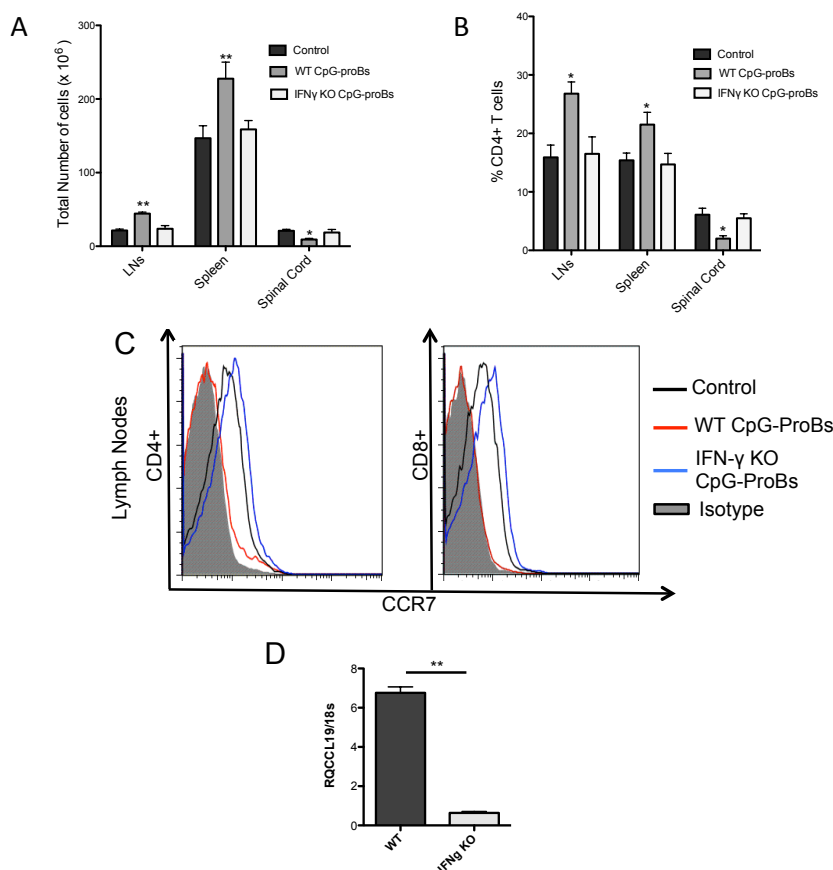 A
Total Number of cells (x 10⁶)
300
200
100
0
**
**
*
LNs
Spleen
Spinal Cord
Control
WT CpG-proBs
IFNγ KO CpG-proBs
B
% CD4+ T cells
40
30
20
10
0
*
*
*
LNs
Spleen
Spinal Cord
Control
WT CpG-proBs
IFNγ KO CpG-proBs
C
Lymph Nodes
CD4+
CD8+
CCR7
Control
WT CpG-ProBs
IFN-γ KO
CpG-ProBs
Isotype
D
RQCCL19/18s
8
6
4
2
0
**
WT
IFNg KO